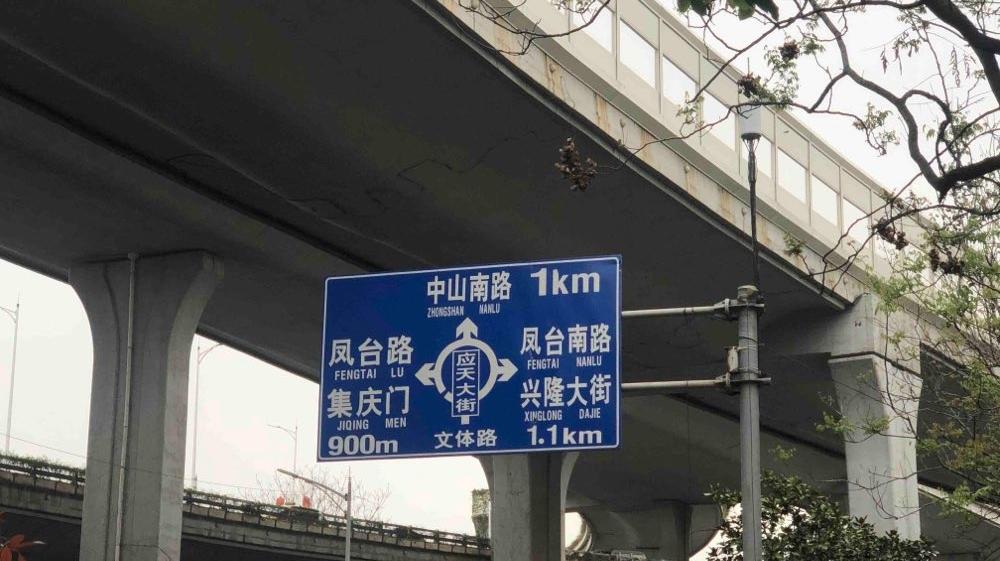 中山南路 1km
ZHONGSHAN NANLU
凤台路
FENGTAI LU
集庆门
JIQING MEN
900m
应天大街
文体路
凤台南路
FENGTAI NANLU
兴隆大街
XINGLONG DAJIE
1.1km